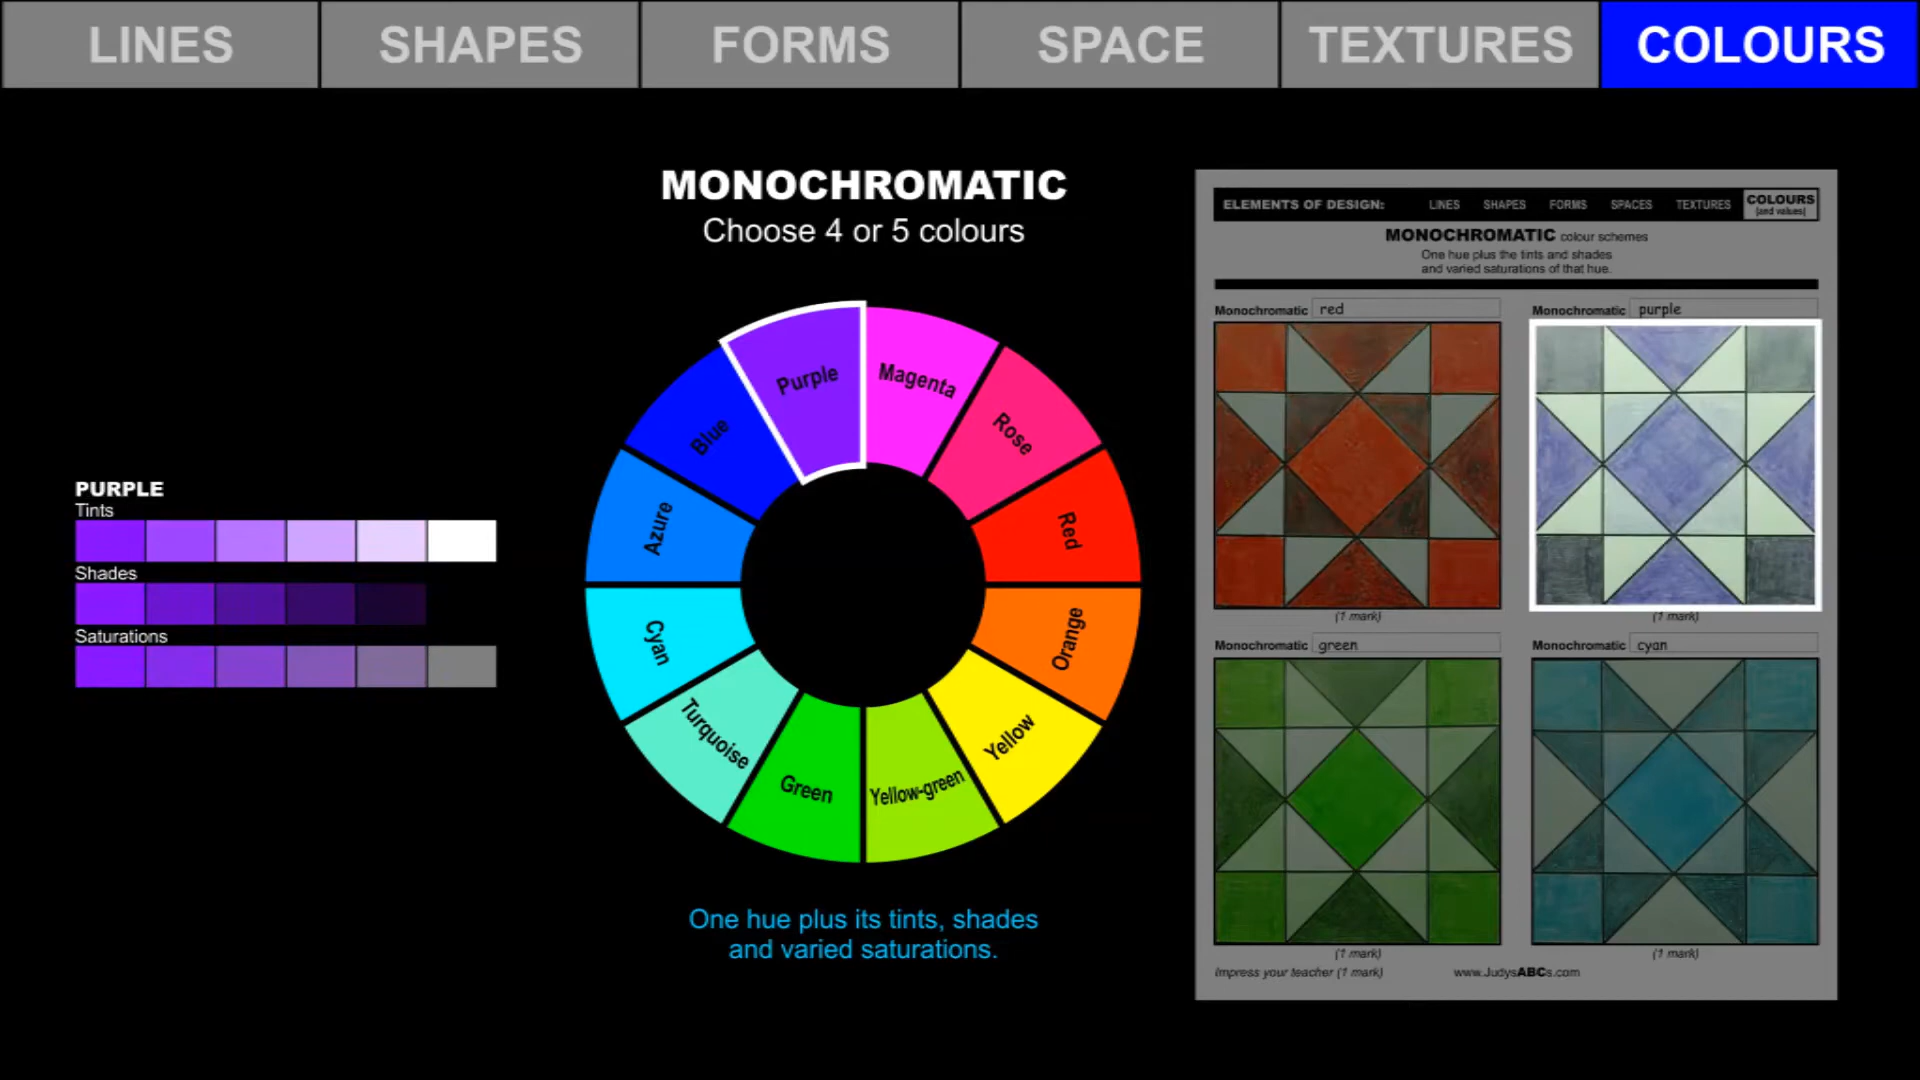 LINES SHAPES FORMS SPACE TEXTURES COLOURS
MONOCHROMATIC
Choose 4 or 5 colours
PURPLE
Tints
Shades
Saturations
Purple
Magenta
Rose
Red
Orange
Yellow
Yellow-green
Green
Turquoise
Cyan
Azure
Blue
One hue plus its tints, shades
and varied saturations.
ELEMENTS OF DESIGN: LINES SHAPES FORMS SPACES TEXTURES COLOURS
(and values)
MONOCHROMATIC colour schemes
One hue plus the tints and shades
and varied saturations of that hue.
Monochromatic red
Monochromatic purple
(1 mark)
(1 mark)
Monochromatic green
Monochromatic cyan
(1 mark)
(1 mark)
Impress your teacher (1 mark) www.JudysABCs.com